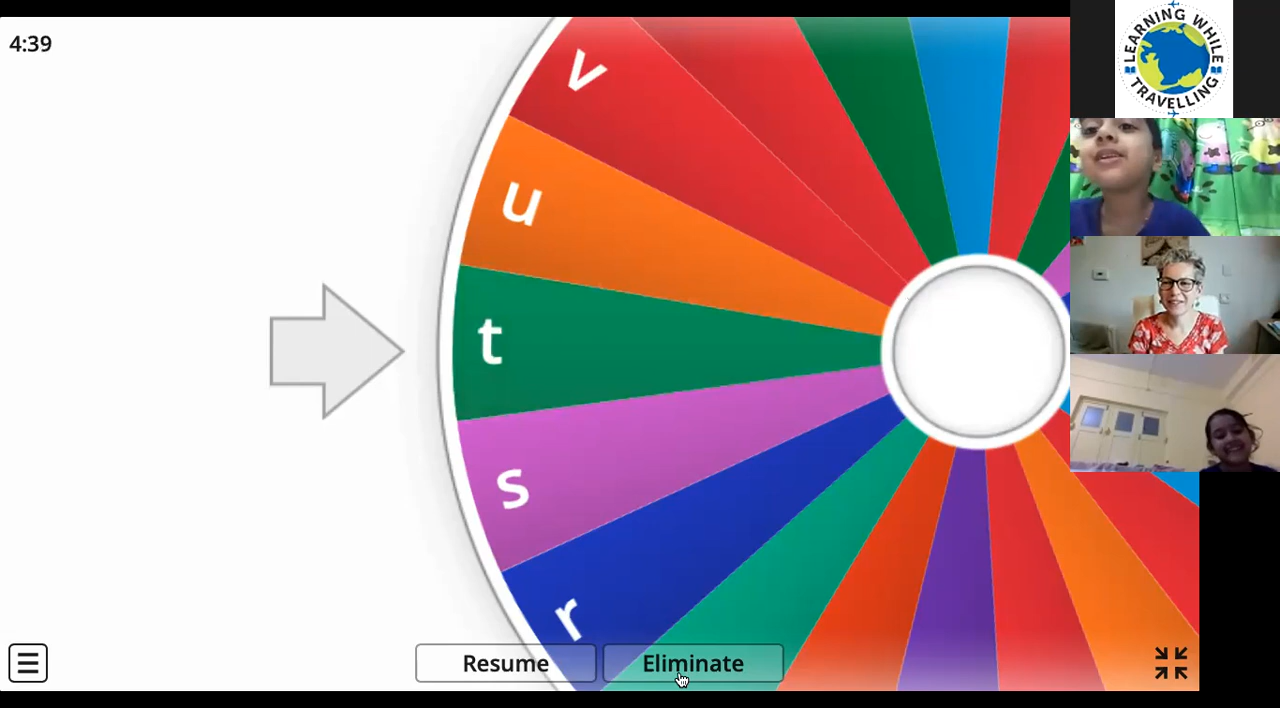 4:39
v
u
t
s
r
Resume
Eliminate
LEARNING WHILE
TRAVELLING